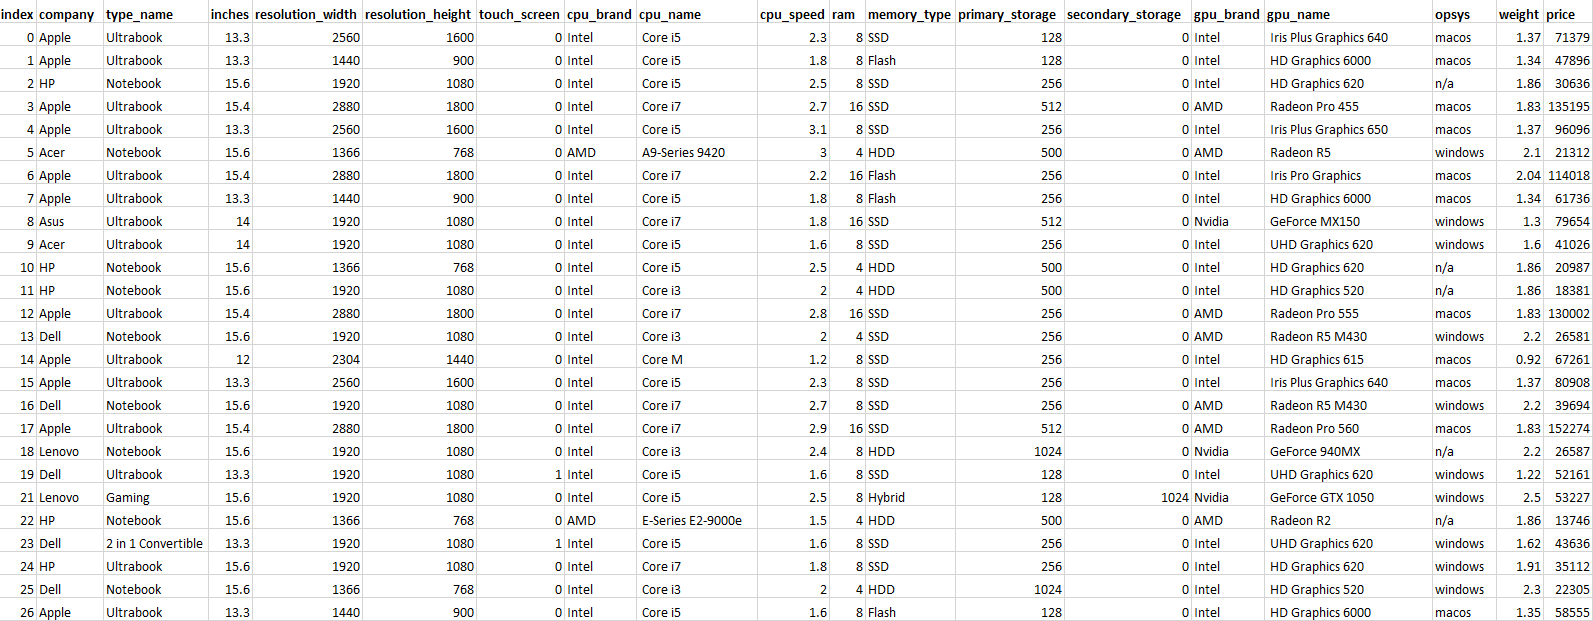 index company type_name inches resolution_width resolution_height touch_screen cpu_brand cpu_name cpu_speed ram memory_type primary_storage secondary_storage gpu_brand gpu_name opsys weight price
0 Apple Ultrabook 13.3 2560 1600 0 Intel Core i5 2.3 8 SSD 128 0 Intel Iris Plus Graphics 640 macos 1.37 71379
1 Apple Ultrabook 13.3 1440 900 0 Intel Core i5 1.8 8 Flash 128 0 Intel HD Graphics 6000 macos 1.34 47896
2 HP Notebook 15.6 1920 1080 0 Intel Core i5 2.5 8 SSD 256 0 Intel HD Graphics 620 n/a 1.86 30636
3 Apple Ultrabook 15.4 2880 1800 0 Intel Core i7 2.7 16 SSD 512 0 AMD Radeon Pro 455 macos 1.83 135195
4 Apple Ultrabook 13.3 2560 1600 0 Intel Core i5 3.1 8 SSD 256 0 Intel Iris Plus Graphics 650 macos 1.37 96096
5 Acer Notebook 15.6 1366 768 0 AMD A9-Series 9420 3 4 HDD 500 0 AMD Radeon R5 windows 2.1 21312
6 Apple Ultrabook 15.4 2880 1800 0 Intel Core i7 2.2 16 Flash 256 0 Intel Iris Pro Graphics macos 2.04 114018
7 Apple Ultrabook 13.3 1440 900 0 Intel Core i5 1.8 8 Flash 256 0 Intel HD Graphics 6000 macos 1.34 61736
8 Asus Ultrabook 14 1920 1080 0 Intel Core i7 1.8 16 SSD 512 0 Nvidia GeForce MX150 windows 1.3 79654
9 Acer Ultrabook 14 1920 1080 0 Intel Core i5 1.6 8 SSD 256 0 Intel UHD Graphics 620 windows 1.6 41026
10 HP Notebook 15.6 1366 768 0 Intel Core i5 2.5 4 HDD 500 0 Intel HD Graphics 620 n/a 1.86 20987
11 HP Notebook 15.6 1920 1080 0 Intel Core i3 2 4 HDD 500 0 Intel HD Graphics 520 n/a 1.86 18381
12 Apple Ultrabook 15.4 2880 1800 0 Intel Core i7 2.8 16 SSD 256 0 AMD Radeon Pro 555 macos 1.83 130002
13 Dell Notebook 15.6 1920 1080 0 Intel Core i3 2 4 SSD 256 0 AMD Radeon R5 M430 windows 2.2 26581
14 Apple Ultrabook 12 2304 1440 0 Intel Core M 1.2 8 SSD 256 0 Intel HD Graphics 615 macos 0.92 67261
15 Apple Ultrabook 13.3 2560 1600 0 Intel Core i5 2.3 8 SSD 256 0 Intel Iris Plus Graphics 640 macos 1.37 80908
16 Dell Notebook 15.6 1920 1080 0 Intel Core i7 2.7 8 SSD 256 0 AMD Radeon R5 M430 windows 2.2 39694
17 Apple Ultrabook 15.4 2880 1800 0 Intel Core i7 2.9 16 SSD 512 0 AMD Radeon Pro 560 macos 1.83 152274
18 Lenovo Notebook 15.6 1920 1080 0 Intel Core i3 2.4 8 HDD 1024 0 Nvidia GeForce 940MX n/a 2.2 26587
19 Dell Ultrabook 13.3 1920 1080 1 Intel Core i5 1.6 8 SSD 128 0 Intel UHD Graphics 620 windows 1.22 52161
21 Lenovo Gaming 15.6 1920 1080 0 Intel Core i5 2.5 8 Hybrid 128 1024 Nvidia GeForce GTX 1050 windows 2.5 53227
22 HP Notebook 15.6 1366 768 0 AMD E-Series E2-9000e 1.5 4 HDD 500 0 AMD Radeon R2 n/a 1.86 13746
23 Dell 2 in 1 Convertible 13.3 1920 1080 1 Intel Core i5 1.6 8 SSD 256 0 Intel UHD Graphics 620 windows 1.62 43636
24 HP Ultrabook 15.6 1920 1080 0 Intel Core i7 1.8 8 SSD 256 0 Intel HD Graphics 620 windows 1.91 35112
25 Dell Notebook 15.6 1366 768 0 Intel Core i3 2 4 HDD 1024 0 Intel HD Graphics 520 windows 2.3 22305
26 Apple Ultrabook 13.3 1440 900 0 Intel Core i5 1.6 8 Flash 128 0 Intel HD Graphics 6000 macos 1.35 58555